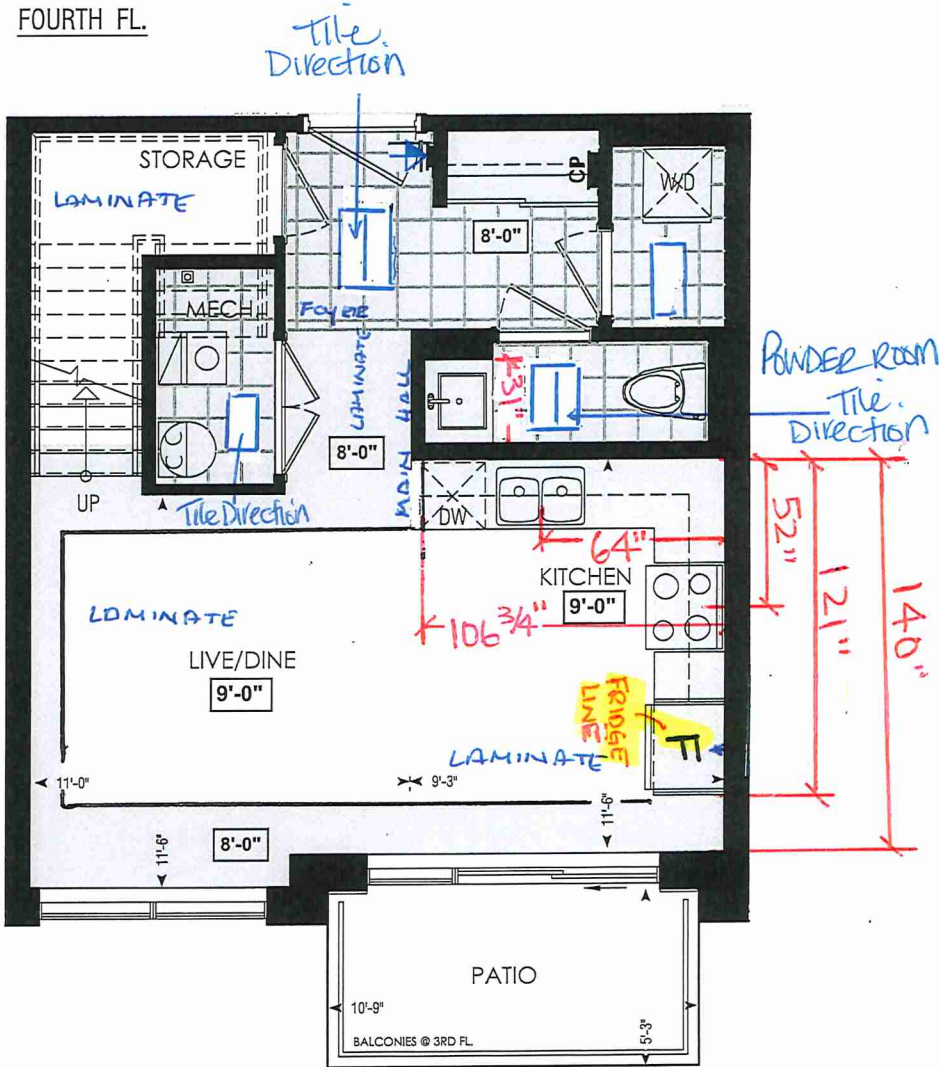 FOURTH FL.
Tile.
Direction
STORAGE
LAMINATE
CP
W/D
8'-0"
MECH
FOYER
LAMINATE
MAIN HALL
31"
POWDER ROOM
Tile.
Direction
8'-0"
UP
Tile Direction
DW
64"
52"
121"
140"
KITCHEN
9'-0"
106 3/4"
LAMINATE
LIVE/DINE
9'-0"
FRIDGE
LINE
F
LAMINATE
11'-0"
9'-3"
11'-6"
8'-0"
11'-6"
PATIO
10'-9"
5'-3"
BALCONIES @ 3RD FL.